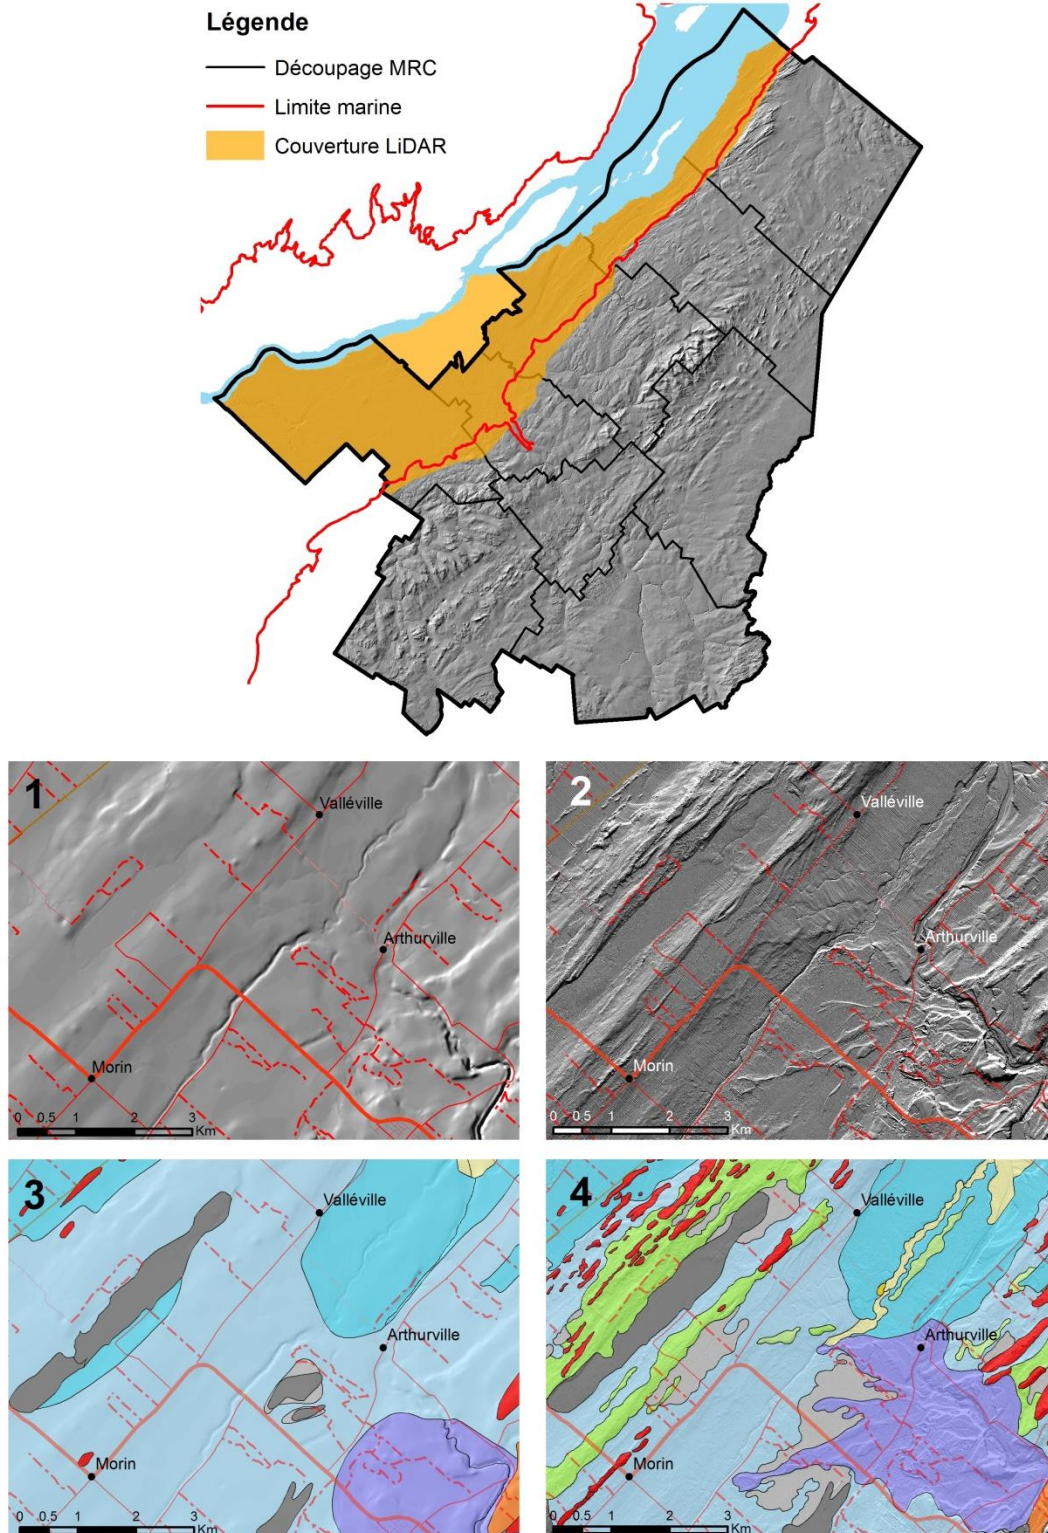 Légende
Découpage MRC
Limite marine
Couverture LiDAR
1
Valléville
Arthurville
Morin
0 0.5 1 2 3
Km
2
Valléville
Arthurville
Morin
0 0.5 1 2 3
Km
3
Valléville
Arthurville
Morin
0 0.5 1 2 3
Km
4
Valléville
Arthurville
Morin
0 0.5 1 2 3
Km